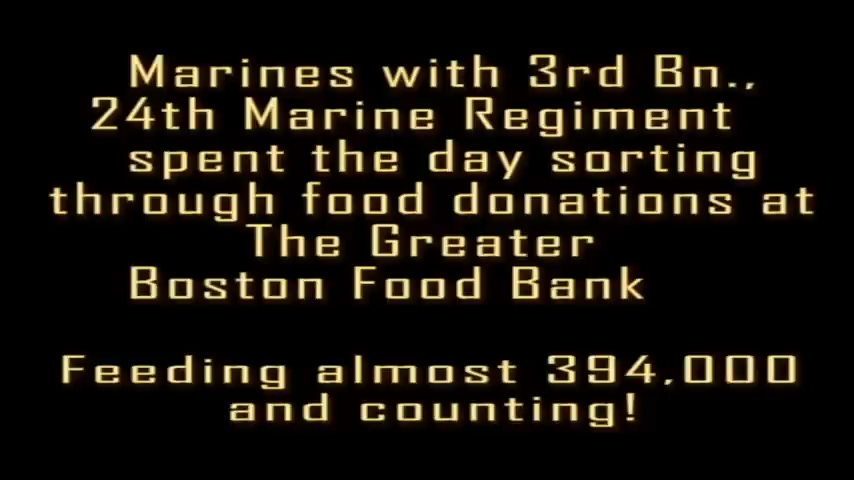 Marines with 3rd Bn.,
24th Marine Regiment
spent the day sorting
through food donations at
The Greater
Boston Food Bank
Feeding almost 394,000
and counting!